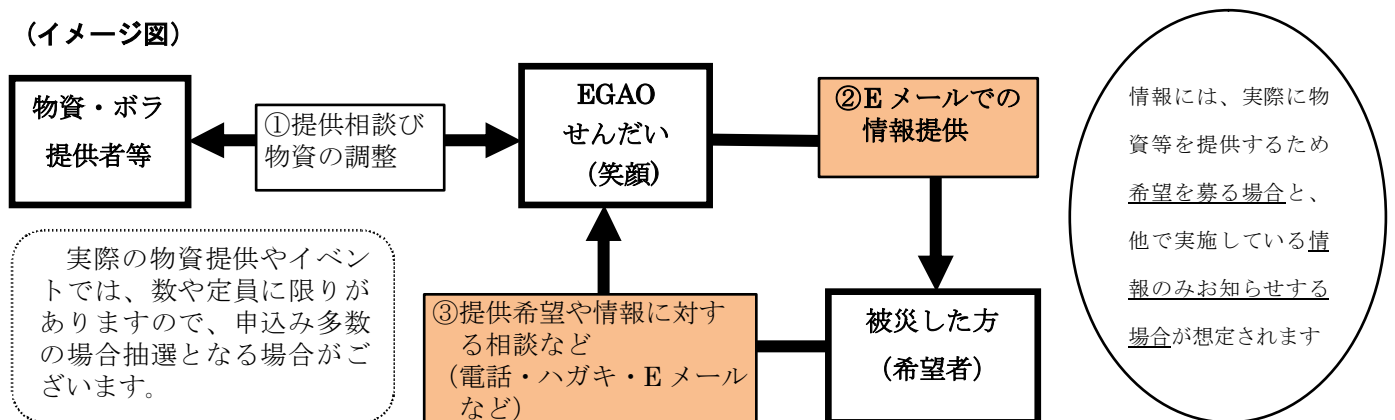 （イメージ図）
物資・ボラ
提供者等
①提供相談び
物資の調整
EGAO
せんだい
（笑顔）
②E メールでの
情報提供
情報には、実際に物
資等を提供するため
希望を募る場合と、
他で実施している情
報のみお知らせする
場合が想定されます
実際の物資提供やイベン
トでは、数や定員に限りが
ありますので、申込み多数
の場合抽選となる場合がご
ざいます。
③提供希望や情報に対す
る相談など
（電話・ハガキ・E メール
など）
被災した方
（希望者）